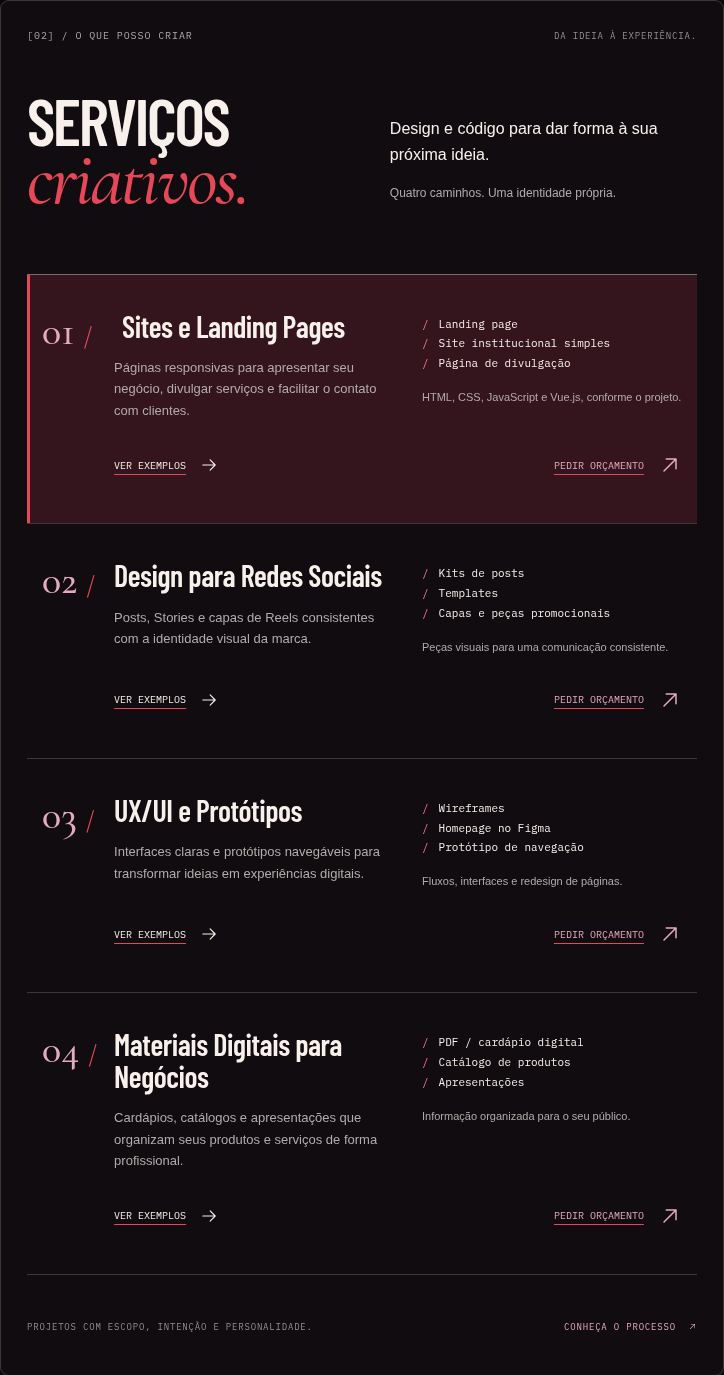 [02] / O QUE POSSO CRIAR
DA IDEIA À EXPERIÊNCIA.
SERVIÇOS
criativos.
Design e código para dar forma à sua
próxima ideia.
Quatro caminhos. Uma identidade própria.
01 /
Sites e Landing Pages
Páginas responsivas para apresentar seu
negócio, divulgar serviços e facilitar o contato
com clientes.
/ Landing page
/ Site institucional simples
/ Página de divulgação
HTML, CSS, JavaScript e Vue.js, conforme o projeto.
VER EXEMPLOS →
PEDIR ORÇAMENTO ↗
02 /
Design para Redes Sociais
Posts, Stories e capas de Reels consistentes
com a identidade visual da marca.
/ Kits de posts
/ Templates
/ Capas e peças promocionais
Peças visuais para uma comunicação consistente.
VER EXEMPLOS →
PEDIR ORÇAMENTO ↗
03 /
UX/UI e Protótipos
Interfaces claras e protótipos navegáveis para
transformar ideias em experiências digitais.
/ Wireframes
/ Homepage no Figma
/ Protótipo de navegação
Fluxos, interfaces e redesign de páginas.
VER EXEMPLOS →
PEDIR ORÇAMENTO ↗
04 /
Materiais Digitais para
Negócios
Cardápios, catálogos e apresentações que
organizam seus produtos e serviços de forma
profissional.
/ PDF / cardápio digital
/ Catálogo de produtos
/ Apresentações
Informação organizada para o seu público.
VER EXEMPLOS →
PEDIR ORÇAMENTO ↗
PROJETOS COM ESCOPO, INTENÇÃO E PERSONALIDADE.
CONHEÇA O PROCESSO ↗